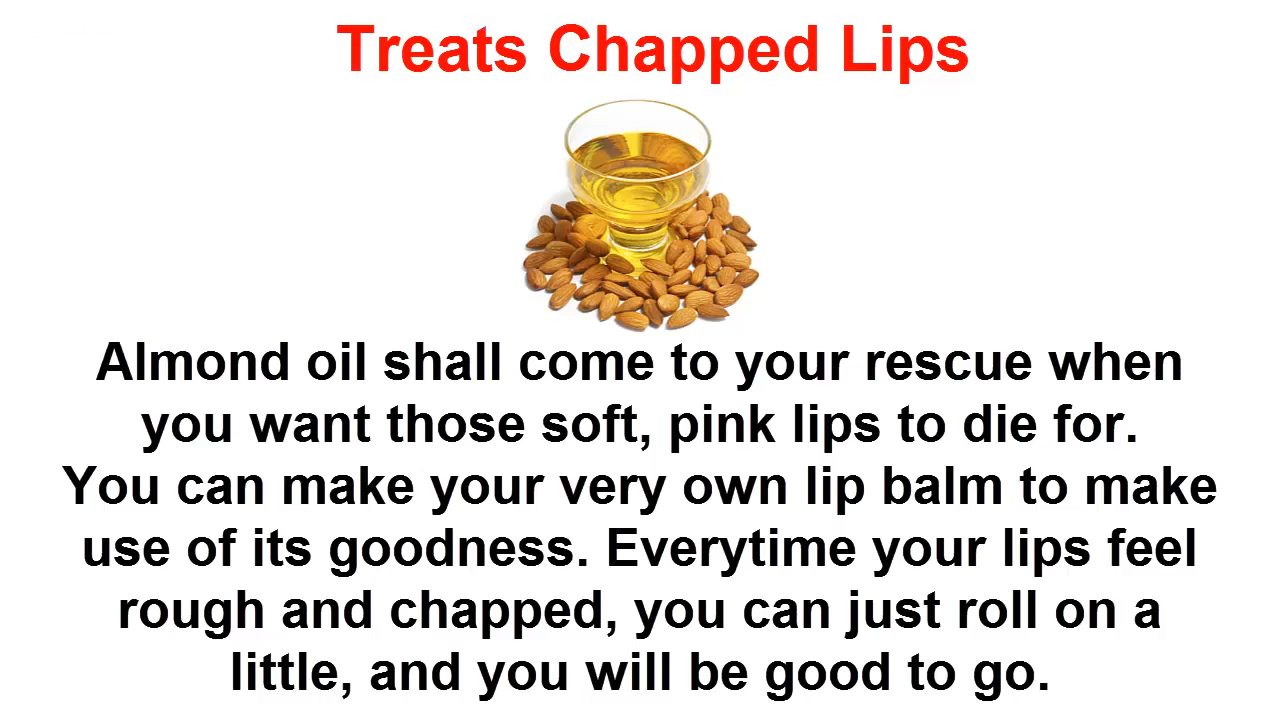 Treats Chapped Lips
Almond oil shall come to your rescue when
you want those soft, pink lips to die for.
You can make your very own lip balm to make
use of its goodness. Everytime your lips feel
rough and chapped, you can just roll on a
little, and you will be good to go.